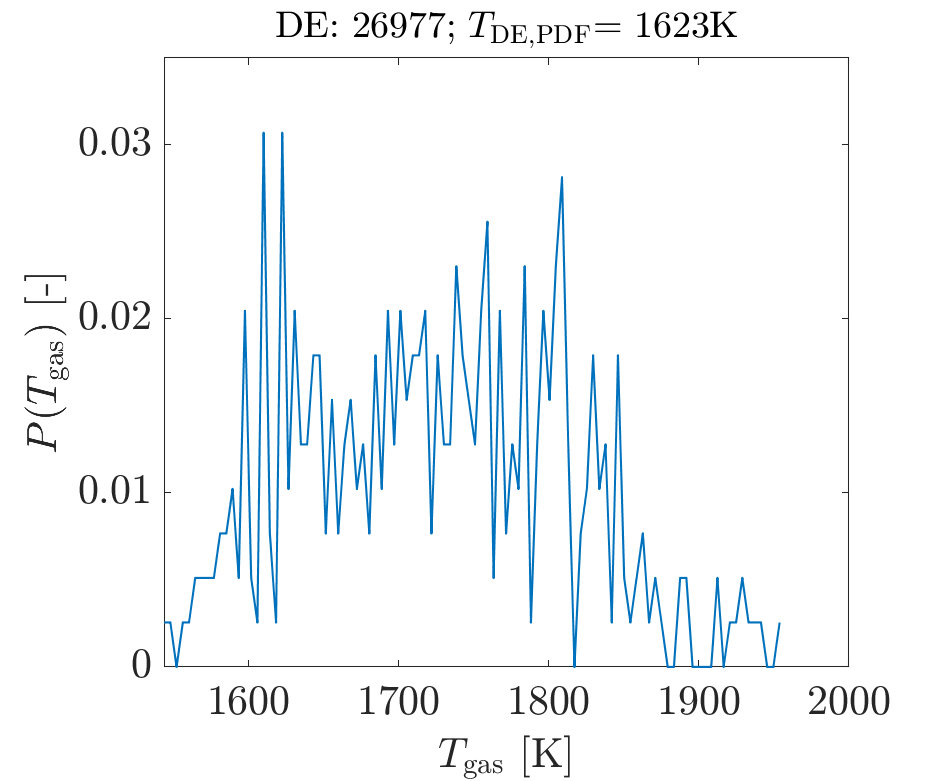 DE: 26977; T_DE,PDF= 1623K
0.03
0.02
0.01
0
P(T_gas) [-]
1600 1700 1800 1900 2000
T_gas [K]